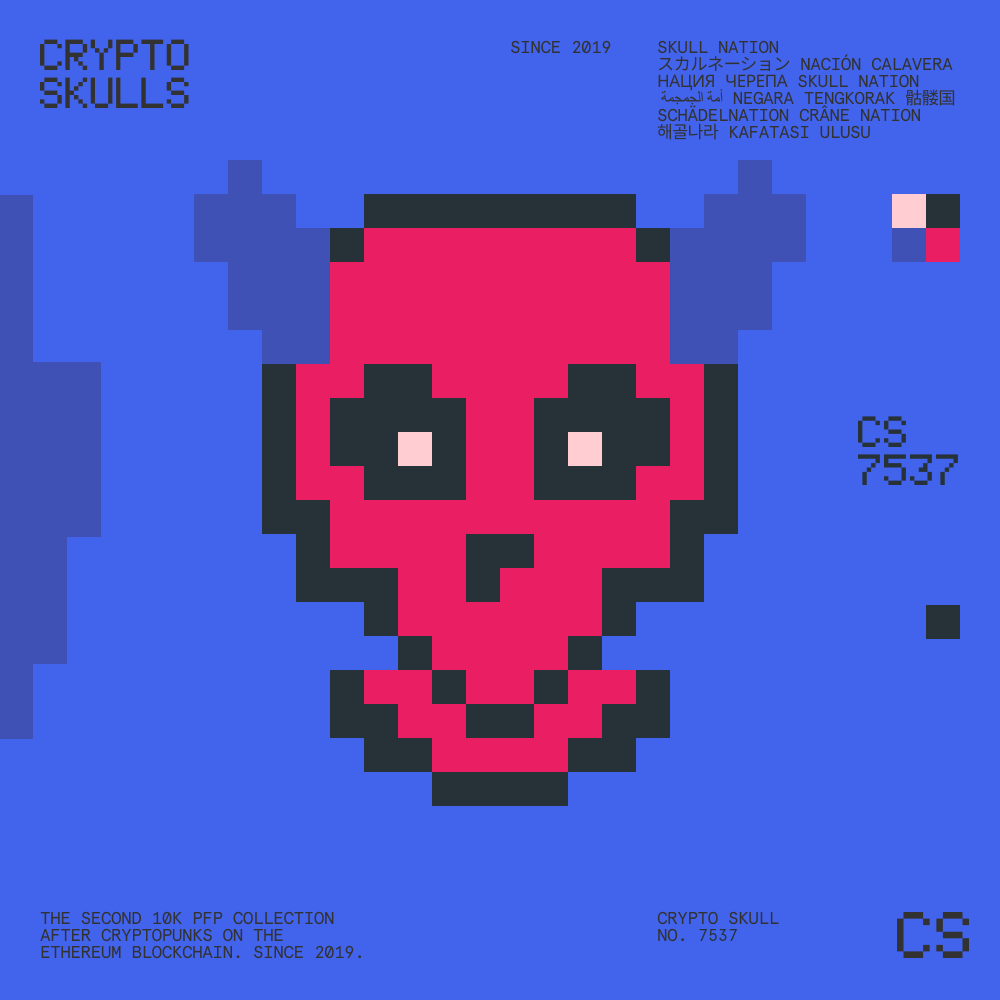 CRYPTO
SKULLS
SINCE 2019
SKULL NATION
スカルネーション NACIÓN CALAVERA
НАЦИЯ ЧЕРЕПА SKULL NATION
أمة الجمجمة NEGARA TENGKORAK 骷髅国
SCHÄDELNATION CRÂNE NATION
해골나라 KAFATASI ULUSU
CS
7537
THE SECOND 10K PFP COLLECTION
AFTER CRYPTOPUNKS ON THE
ETHEREUM BLOCKCHAIN. SINCE 2019.
CRYPTO SKULL
NO. 7537
CS